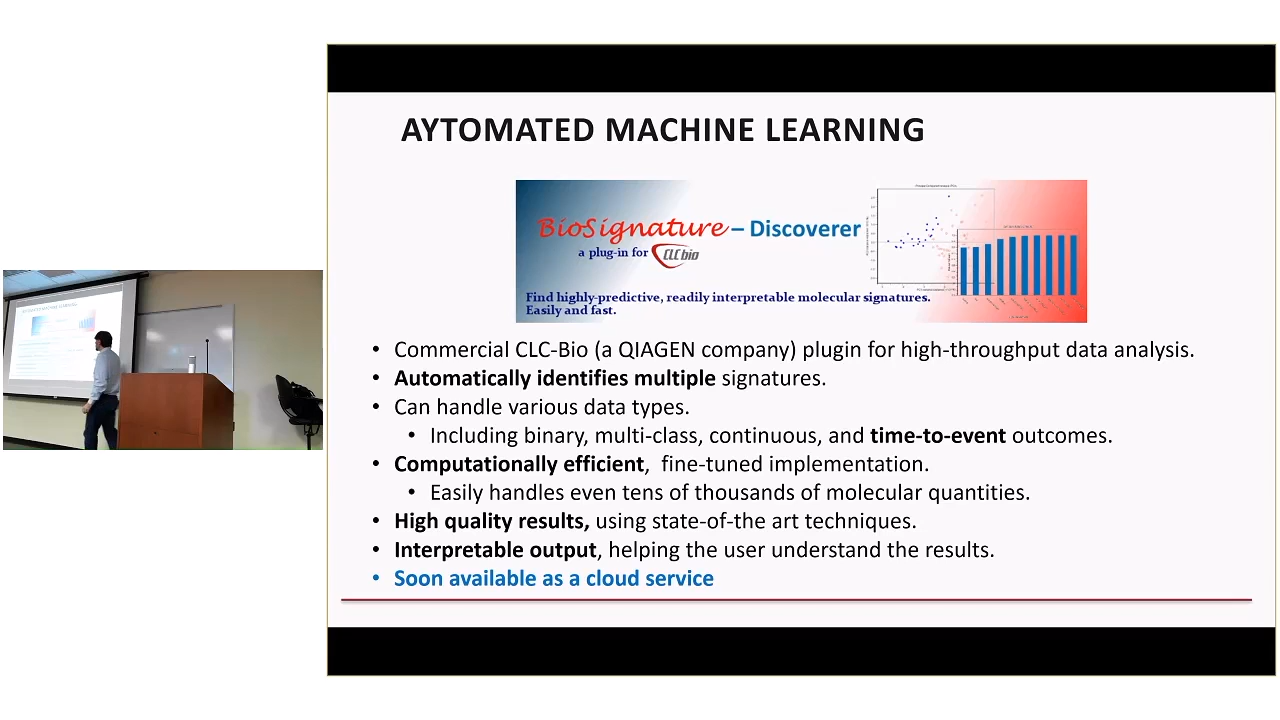 AYTOMATED MACHINE LEARNING
BioSignature – Discoverer
a plug-in for CLC bio
Find highly-predictive, readily interpretable molecular signatures.
Easily and fast.
• Commercial CLC-Bio (a QIAGEN company) plugin for high-throughput data analysis.
• Automatically identifies multiple signatures.
• Can handle various data types.
• Including binary, multi-class, continuous, and time-to-event outcomes.
• Computationally efficient, fine-tuned implementation.
• Easily handles even tens of thousands of molecular quantities.
• High quality results, using state-of-the art techniques.
• Interpretable output, helping the user understand the results.
• Soon available as a cloud service